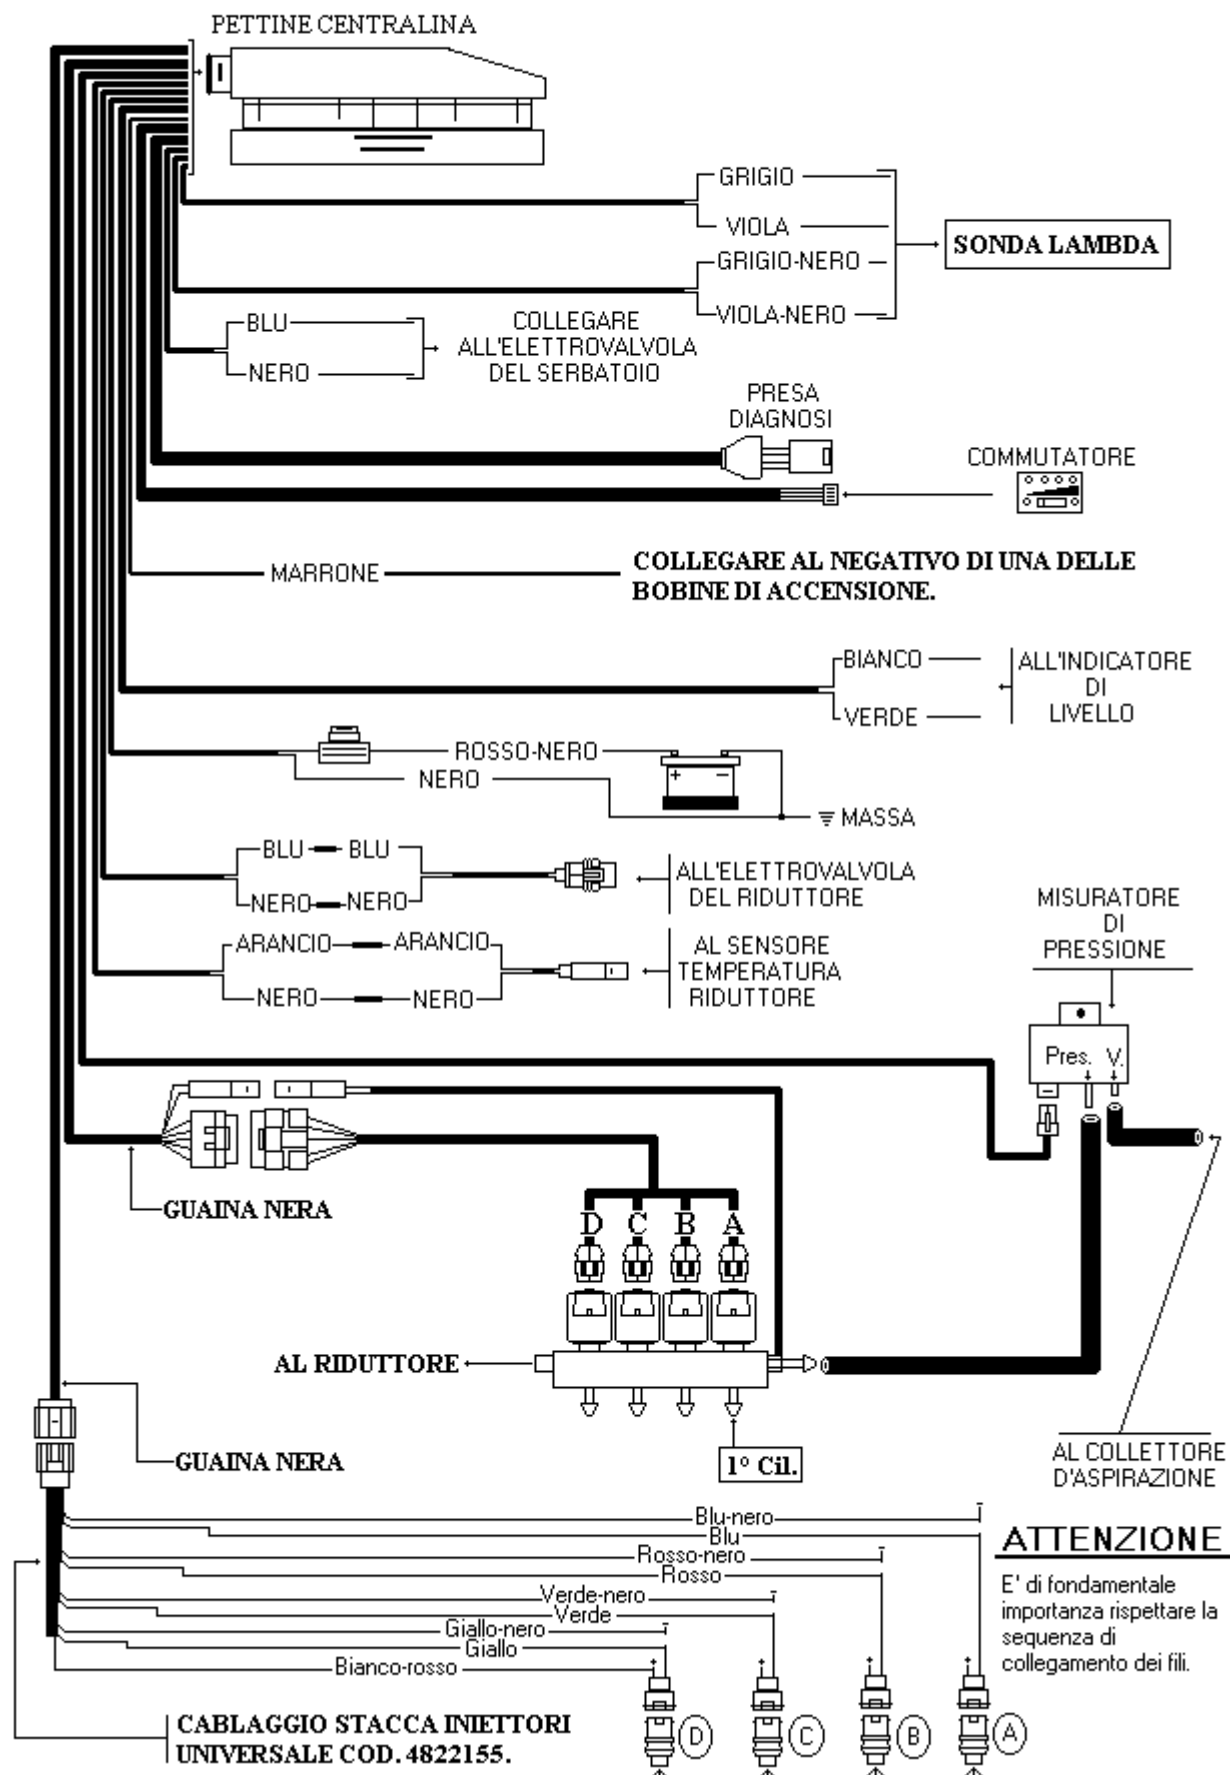 PETTINE CENTRALINA
GRIGIO
VIOLA
SONDA LAMBDA
GRIGIO-NERO
VIOLA-NERO
BLU
NERO
COLLEGARE
ALL'ELETTROVALVOLA
DEL SERBATOIO
PRESA
DIAGNOSI
COMMUTATORE
MARRONE
COLLEGARE AL NEGATIVO DI UNA DELLE
BOBINE DI ACCENSIONE.
BIANCO
VERDE
ALL'INDICATORE
DI
LIVELLO
ROSSO-NERO
NERO
+ −
MASSA
BLU BLU
NERO NERO
ALL'ELETTROVALVOLA
DEL RIDUTTORE
ARANCIO ARANCIO
NERO NERO
AL SENSORE
TEMPERATURA
RIDUTTORE
MISURATORE
DI
PRESSIONE
Pres. V.
GUAINA NERA
D C B A
AL RIDUTTORE
1° Cil.
GUAINA NERA
AL COLLETTORE
D'ASPIRAZIONE
Blu-nero
Blu
Rosso-nero
Rosso
Verde-nero
Verde
Giallo-nero
Giallo
Bianco-rosso
ATTENZIONE
E' di fondamentale
importanza rispettare la
sequenza di
collegamento dei fili.
CABLAGGIO STACCA INIETTORI
UNIVERSALE COD. 4822155.
D C B A